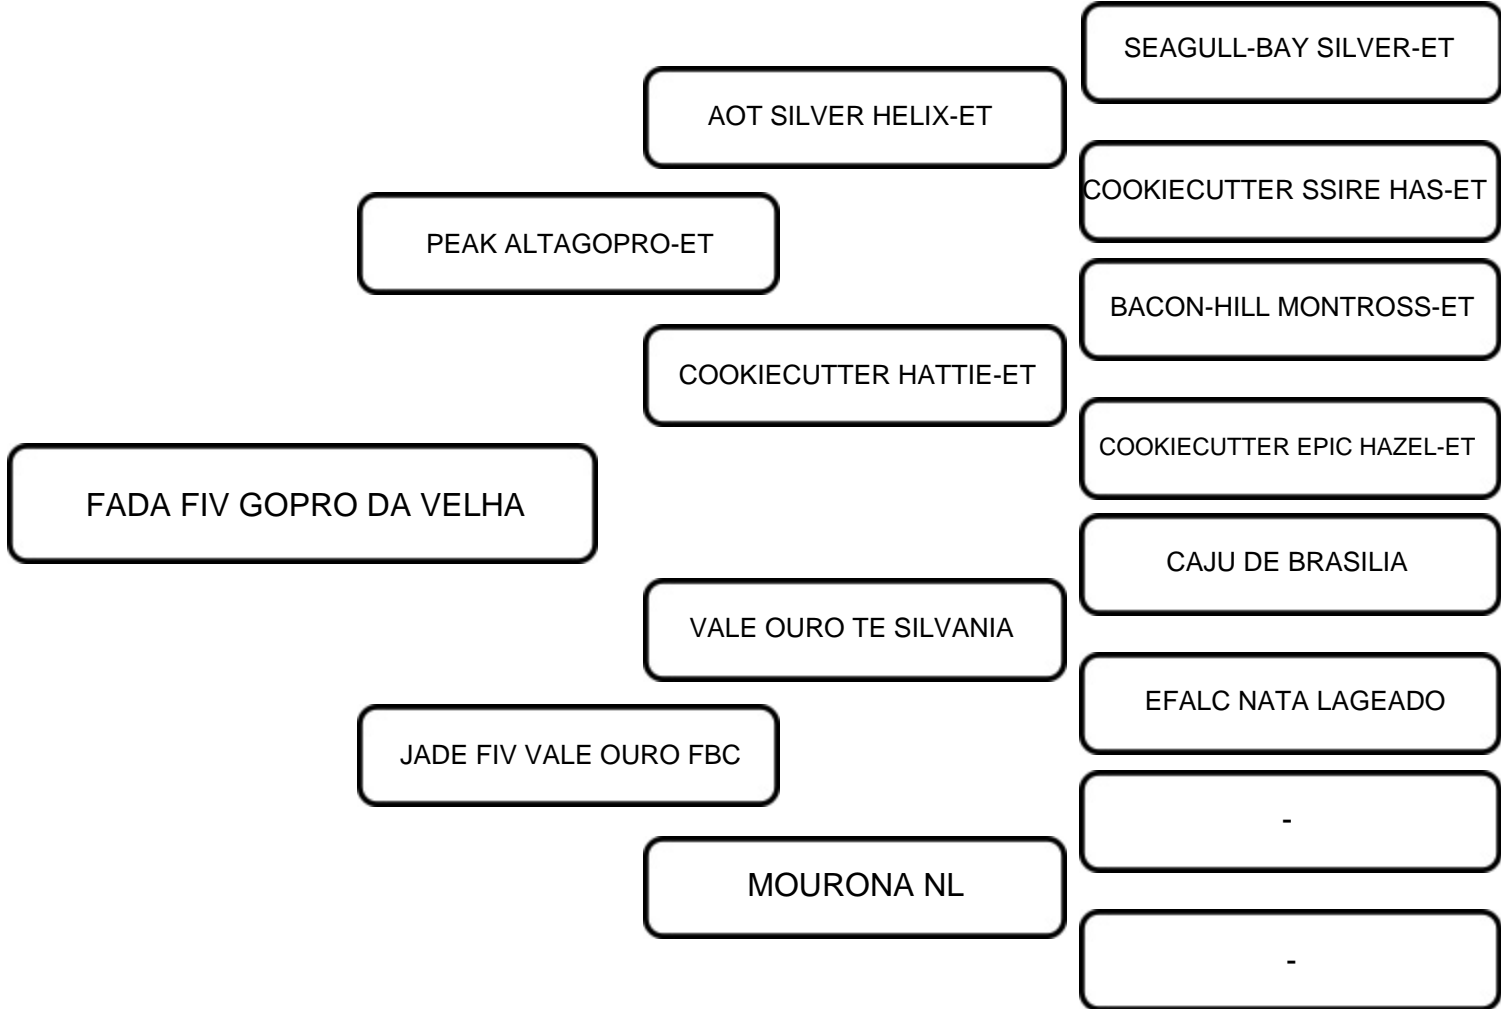 SEAGULL-BAY SILVER-ET
AOT SILVER HELIX-ET
COOKIECUTTER SSIRE HAS-ET
PEAK ALTAGOPRO-ET
BACON-HILL MONTROSS-ET
COOKIECUTTER HATTIE-ET
COOKIECUTTER EPIC HAZEL-ET
FADA FIV GOPRO DA VELHA
CAJU DE BRASILIA
VALE OURO TE SILVANIA
EFALC NATA LAGEADO
JADE FIV VALE OURO FBC
-
MOURONA NL
-